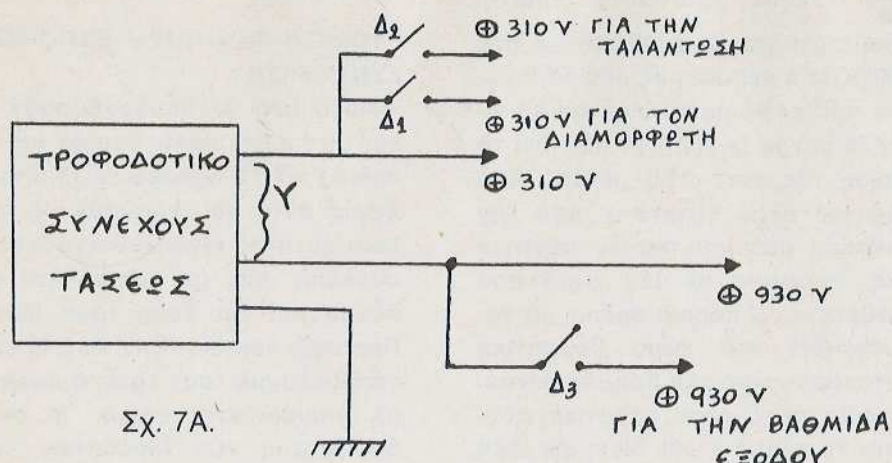 Δ2
⊕ 310 V ΓΙΑ ΤΗΝ
ΤΑΛΑΝΤΩΣΗ
Δ1
⊕ 310 V ΓΙΑ ΤΟΝ
ΔΙΑΜΟΡΦΩΤΗ
⊕ 310 V
ΤΡΟΦΟΔΟΤΙΚΟ
ΣΥΝΕΧΟΥΣ
ΤΑΣΕΩΣ
Υ
⊕ 930 V
Δ3
⊕ 930 V
ΓΙΑ ΤΗΝ ΒΑΘΜΙΔΑ
ΕΞΟΔΟΥ
Σχ. 7Α.